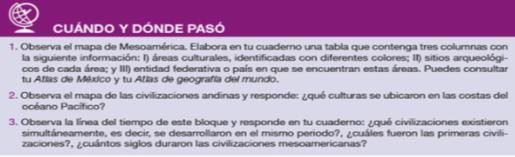 CUÁNDO Y DÓNDE PASÓ
1. Observa el mapa de Mesoamérica. Elabora en tu cuaderno una tabla que contenga tres columnas con
la siguiente información: I) áreas culturales, identificadas con diferentes colores; II) sitios arqueológi-
cos de cada área; y III) entidad federativa o país en que se encuentran estas áreas. Puedes consultar
tu Atlas de México y tu Atlas de geografía del mundo.
2. Observa el mapa de las civilizaciones andinas y responde: ¿qué culturas se ubicaron en las costas del
océano Pacífico?
3. Observa la línea del tiempo de este bloque y responde en tu cuaderno: ¿qué civilizaciones existieron
simultáneamente, es decir, se desarrollaron en el mismo periodo?, ¿cuáles fueron las primeras civili-
zaciones?, ¿cuántos siglos duraron las civilizaciones mesoamericanas?